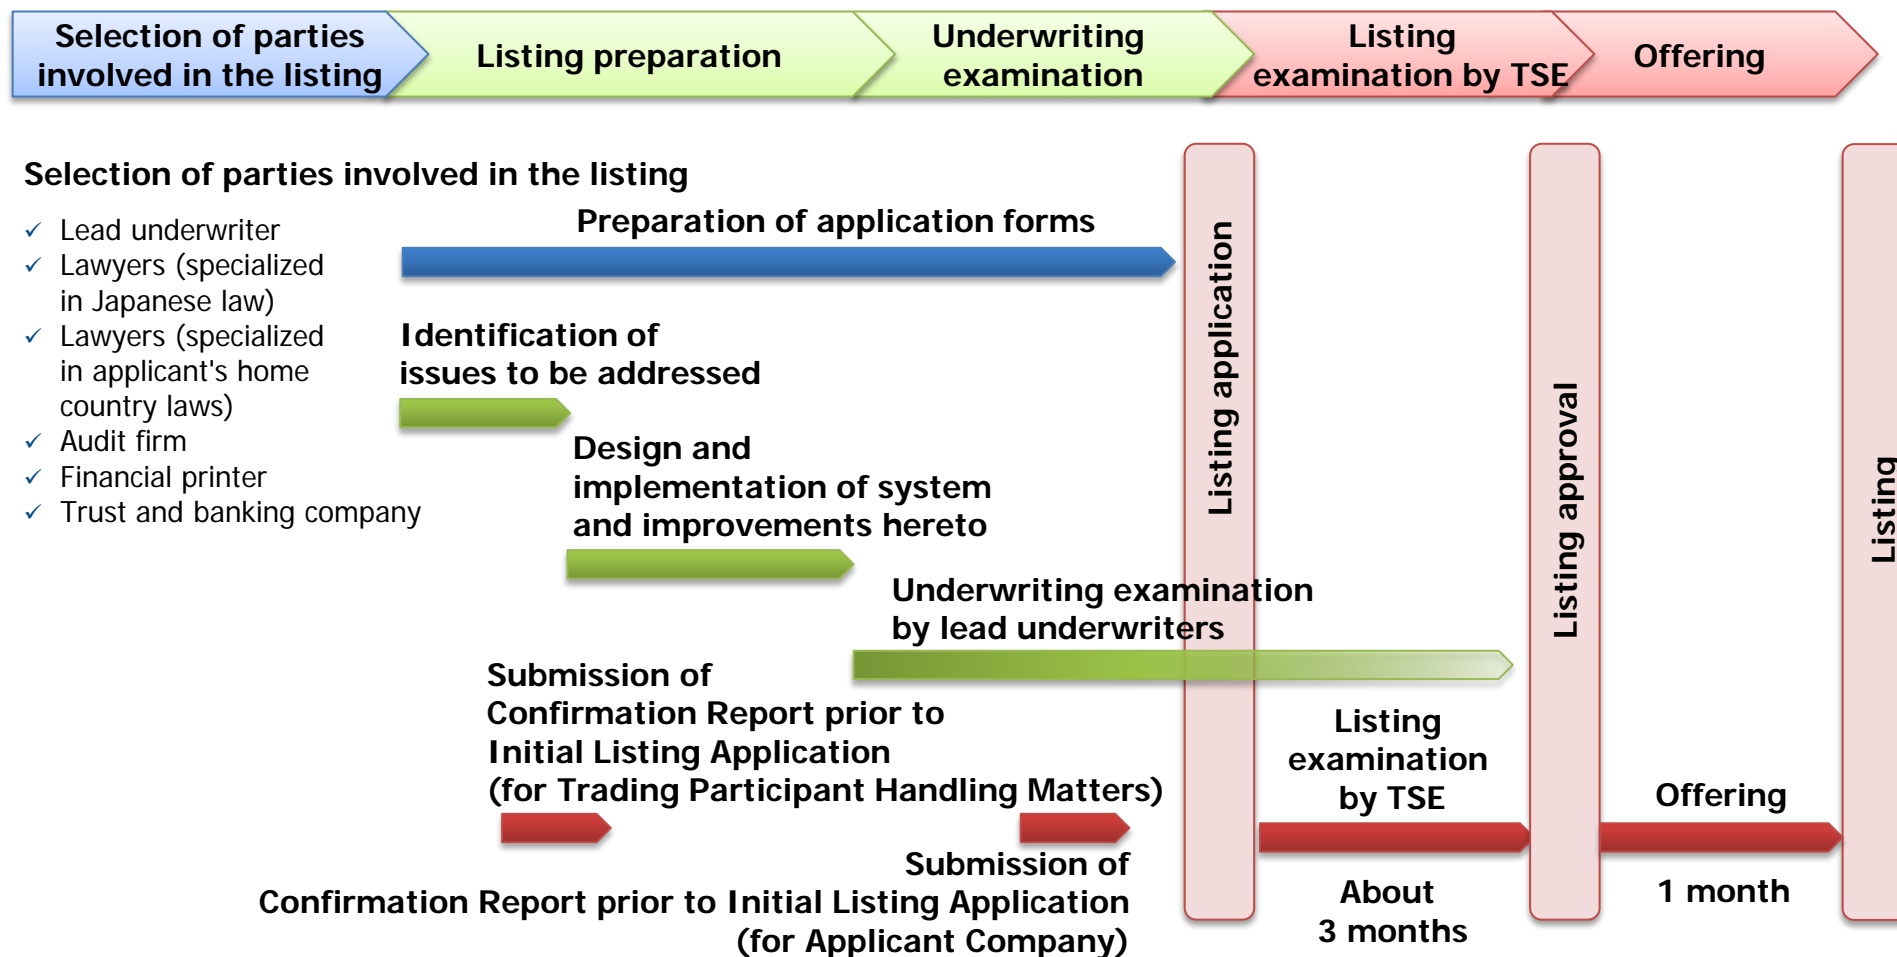 Selection of parties
involved in the listing
Listing preparation
Underwriting
examination
Listing
examination by TSE
Offering
Selection of parties involved in the listing
✓ Lead underwriter
✓ Lawyers (specialized
in Japanese law)
✓ Lawyers (specialized
in applicant's home
country laws)
✓ Audit firm
✓ Financial printer
✓ Trust and banking company
Preparation of application forms
Identification of
issues to be addressed
Design and
implementation of system
and improvements hereto
Underwriting examination
by lead underwriters
Submission of
Confirmation Report prior to
Initial Listing Application
(for Trading Participant Handling Matters)
Submission of
Confirmation Report prior to Initial Listing Application
(for Applicant Company)
Listing application
Listing
examination
by TSE
About
3 months
Listing approval
Offering
1 month
Listing